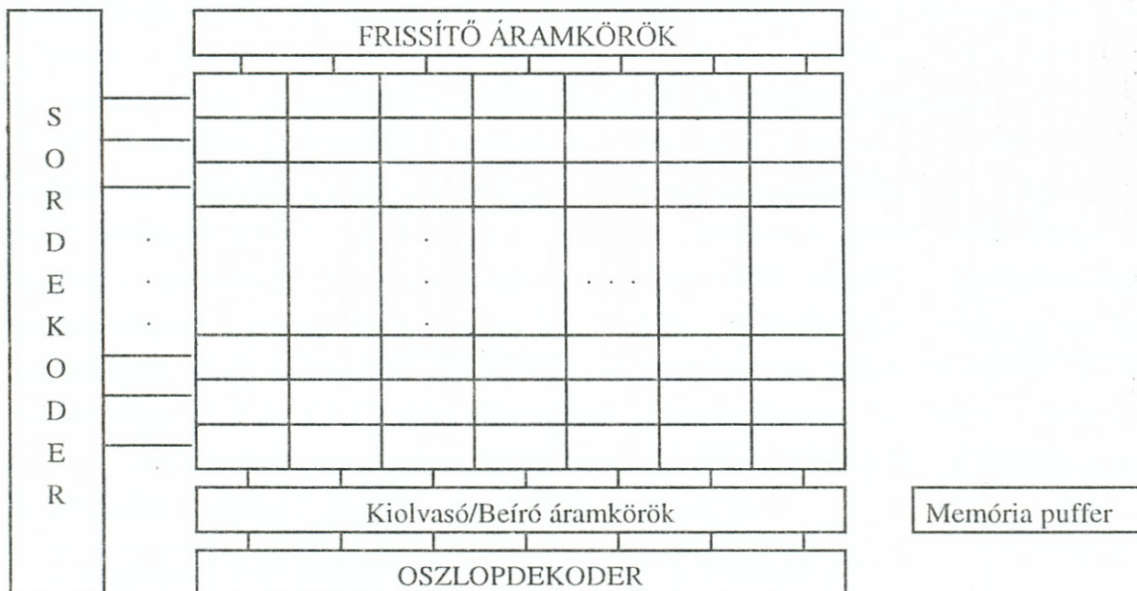 FRISSÍTŐ ÁRAMKÖRÖK
S
O
R
D
E
K
O
D
E
R
. . .
Kiolvasó/Beíró áramkörök
Memória puffer
OSZLOPDEKODER